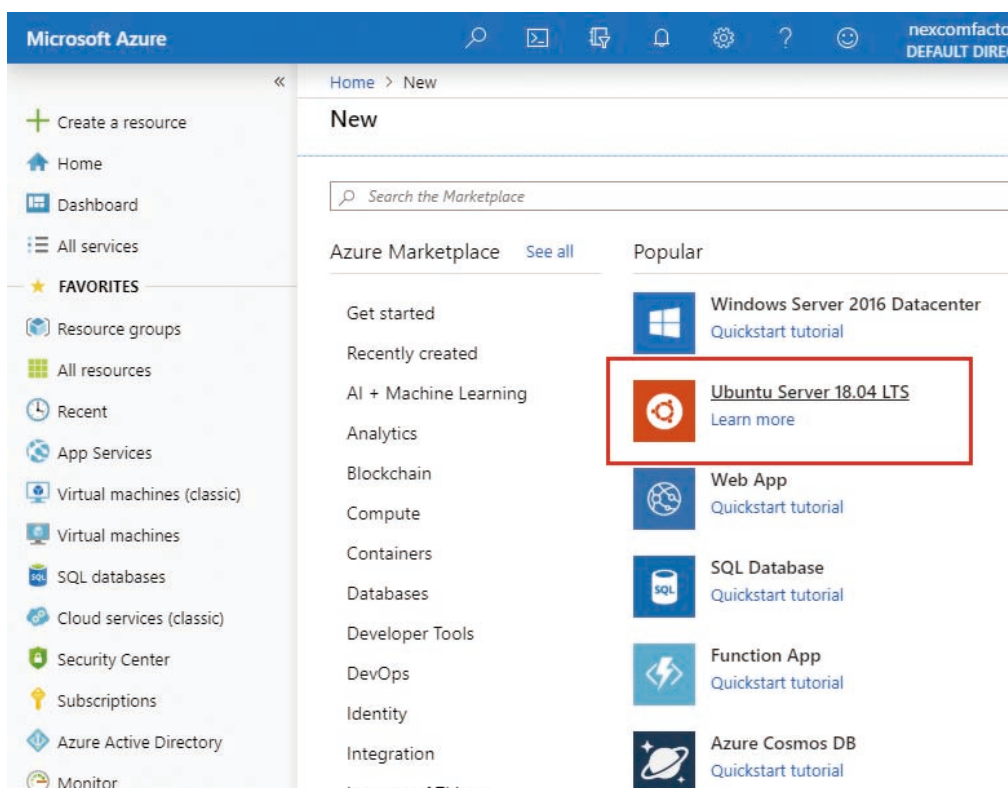 Microsoft Azure
nexcomfacto
DEFAULT DIRE
«
Create a resource
Home
Dashboard
All services
FAVORITES
Resource groups
All resources
Recent
App Services
Virtual machines (classic)
Virtual machines
SQL databases
Cloud services (classic)
Security Center
Subscriptions
Azure Active Directory
Monitor
Home > New
New
Search the Marketplace
Azure Marketplace See all
Get started
Recently created
AI + Machine Learning
Analytics
Blockchain
Compute
Containers
Databases
Developer Tools
DevOps
Identity
Integration
Popular
Windows Server 2016 Datacenter
Quickstart tutorial
Ubuntu Server 18.04 LTS
Learn more
Web App
Quickstart tutorial
SQL
SQL Database
Quickstart tutorial
Function App
Quickstart tutorial
Azure Cosmos DB
Quickstart tutorial